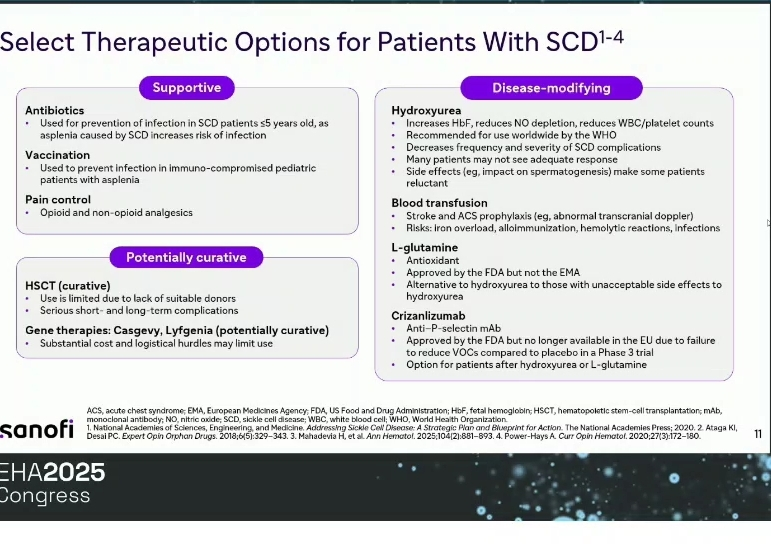 Select Therapeutic Options for Patients With SCD1-4
Supportive
Antibiotics
• Used for prevention of infection in SCD patients ≤5 years old, as
asplenia caused by SCD increases risk of infection
Vaccination
• Used to prevent infection in immuno-compromised pediatric
patients with asplenia
Pain control
• Opioid and non-opioid analgesics
Potentially curative
HSCT (curative)
• Use is limited due to lack of suitable donors
• Serious short- and long-term complications
Gene therapies: Casgevy, Lyfgenia (potentially curative)
• Substantial cost and logistical hurdles may limit use
Disease-modifying
Hydroxyurea
• Increases HbF, reduces NO depletion, reduces WBC/platelet counts
• Recommended for use worldwide by the WHO
• Decreases frequency and severity of SCD complications
• Many patients may not see adequate response
• Side effects (eg, impact on spermatogenesis) make some patients
reluctant
Blood transfusion
• Stroke and ACS prophylaxis (eg, abnormal transcranial doppler)
• Risks: iron overload, alloimmunization, hemolytic reactions, infections
L-glutamine
• Antioxidant
• Approved by the FDA but not the EMA
• Alternative to hydroxyurea to those with unacceptable side effects to
hydroxyurea
Crizanlizumab
• Anti–P-selectin mAb
• Approved by the FDA but no longer available in the EU due to failure
to reduce VOCs compared to placebo in a Phase 3 trial
• Option for patients after hydroxyurea or L-glutamine
ACS, acute chest syndrome; EMA, European Medicines Agency; FDA, US Food and Drug Administration; HbF, fetal hemoglobin; HSCT, hematopoietic stem-cell transplantation; mAb,
monoclonal antibody; NO, nitric oxide; SCD, sickle cell disease; WBC, white blood cell; WHO, World Health Organization.
1. National Academies of Sciences, Engineering, and Medicine. Addressing Sickle Cell Disease: A Strategic Plan and Blueprint for Action. The National Academies Press; 2020. 2. Ataga KI,
Desai PC. Expert Opin Orphan Drugs. 2018;6(5):329–343. 3. Mahadevia H, et al. Ann Hematol. 2025;104(2):881–893. 4. Power-Hays A. Curr Opin Hematol. 2020;27(3):172–180.
sanofi
11
EHA2025
Congress